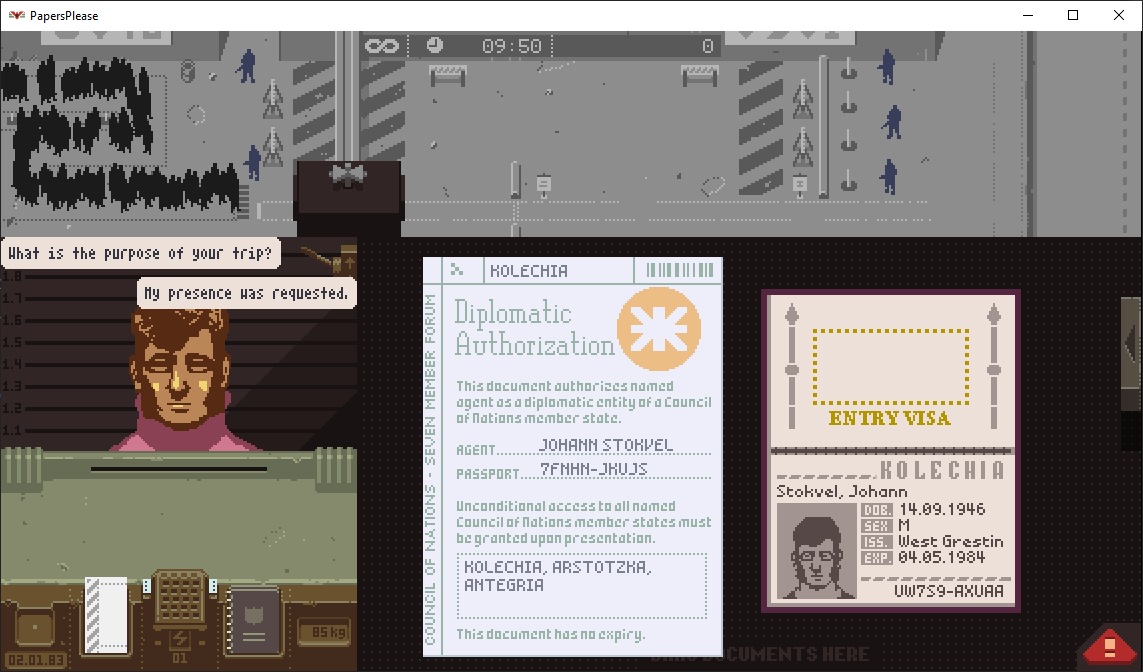 PapersPlease
09:50
0
What is the purpose of your trip?
My presence was requested.
1.8
1.7
1.6
1.5
1.4
1.3
1.2
1.1
COUNCIL OF NATIONS - SEVEN MEMBER FORUM
KOLECHIA
Diplomatic
Authorization
This document authorizes named
agent as a diplomatic entity of a Council
of Nations member state.
AGENT JOHANN STOKVEL
PASSPORT 7FNHN-JKUJS
Unconditional access to all named
Council of Nations member states must
be granted upon presentation.
KOLECHIA, ARSTOTZKA,
ANTEGRIA
This document has no expiry.
ENTRY VISA
KOLECHIA
Stokvel, Johann
DOB. 14.09.1946
SEX M
ISS. West Grestin
EXP. 04.05.1984
UW7S9-AXUAA
85kg
02.01.83
01
DOCUMENTS HERE